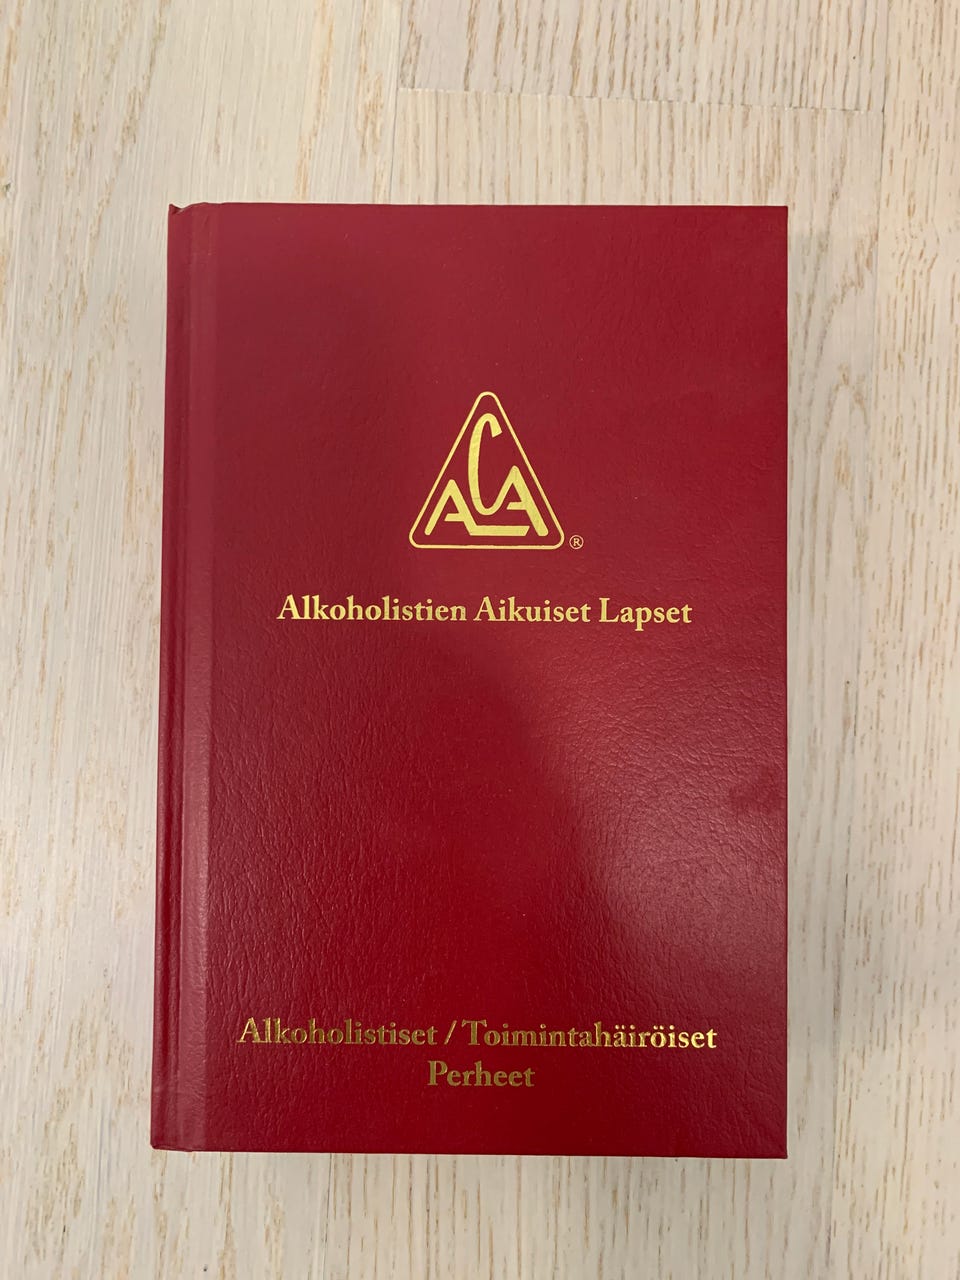 ACA
®
Alkoholistien Aikuiset Lapset
Alkoholistiset / Toimintahäiröiset
Perheet